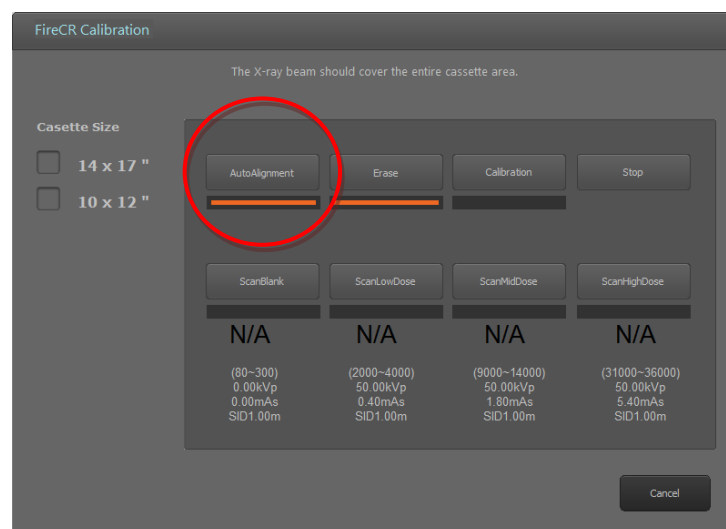 FireCR Calibration
The X-ray beam should cover the entire cassette area.
Casette Size
14 x 17 "
10 x 12 "
AutoAlignment Erase Calibration Stop
ScanBlank ScanLowDose ScanMidDose ScanHighDose
N/A N/A N/A N/A
(80~300) (2000~4000) (9000~14000) (31000~36000)
0.00kVp 50.00kVp 50.00kVp 50.00kVp
0.00mAs 0.40mAs 1.80mAs 5.40mAs
SID1.00m SID1.00m SID1.00m SID1.00m
Cancel